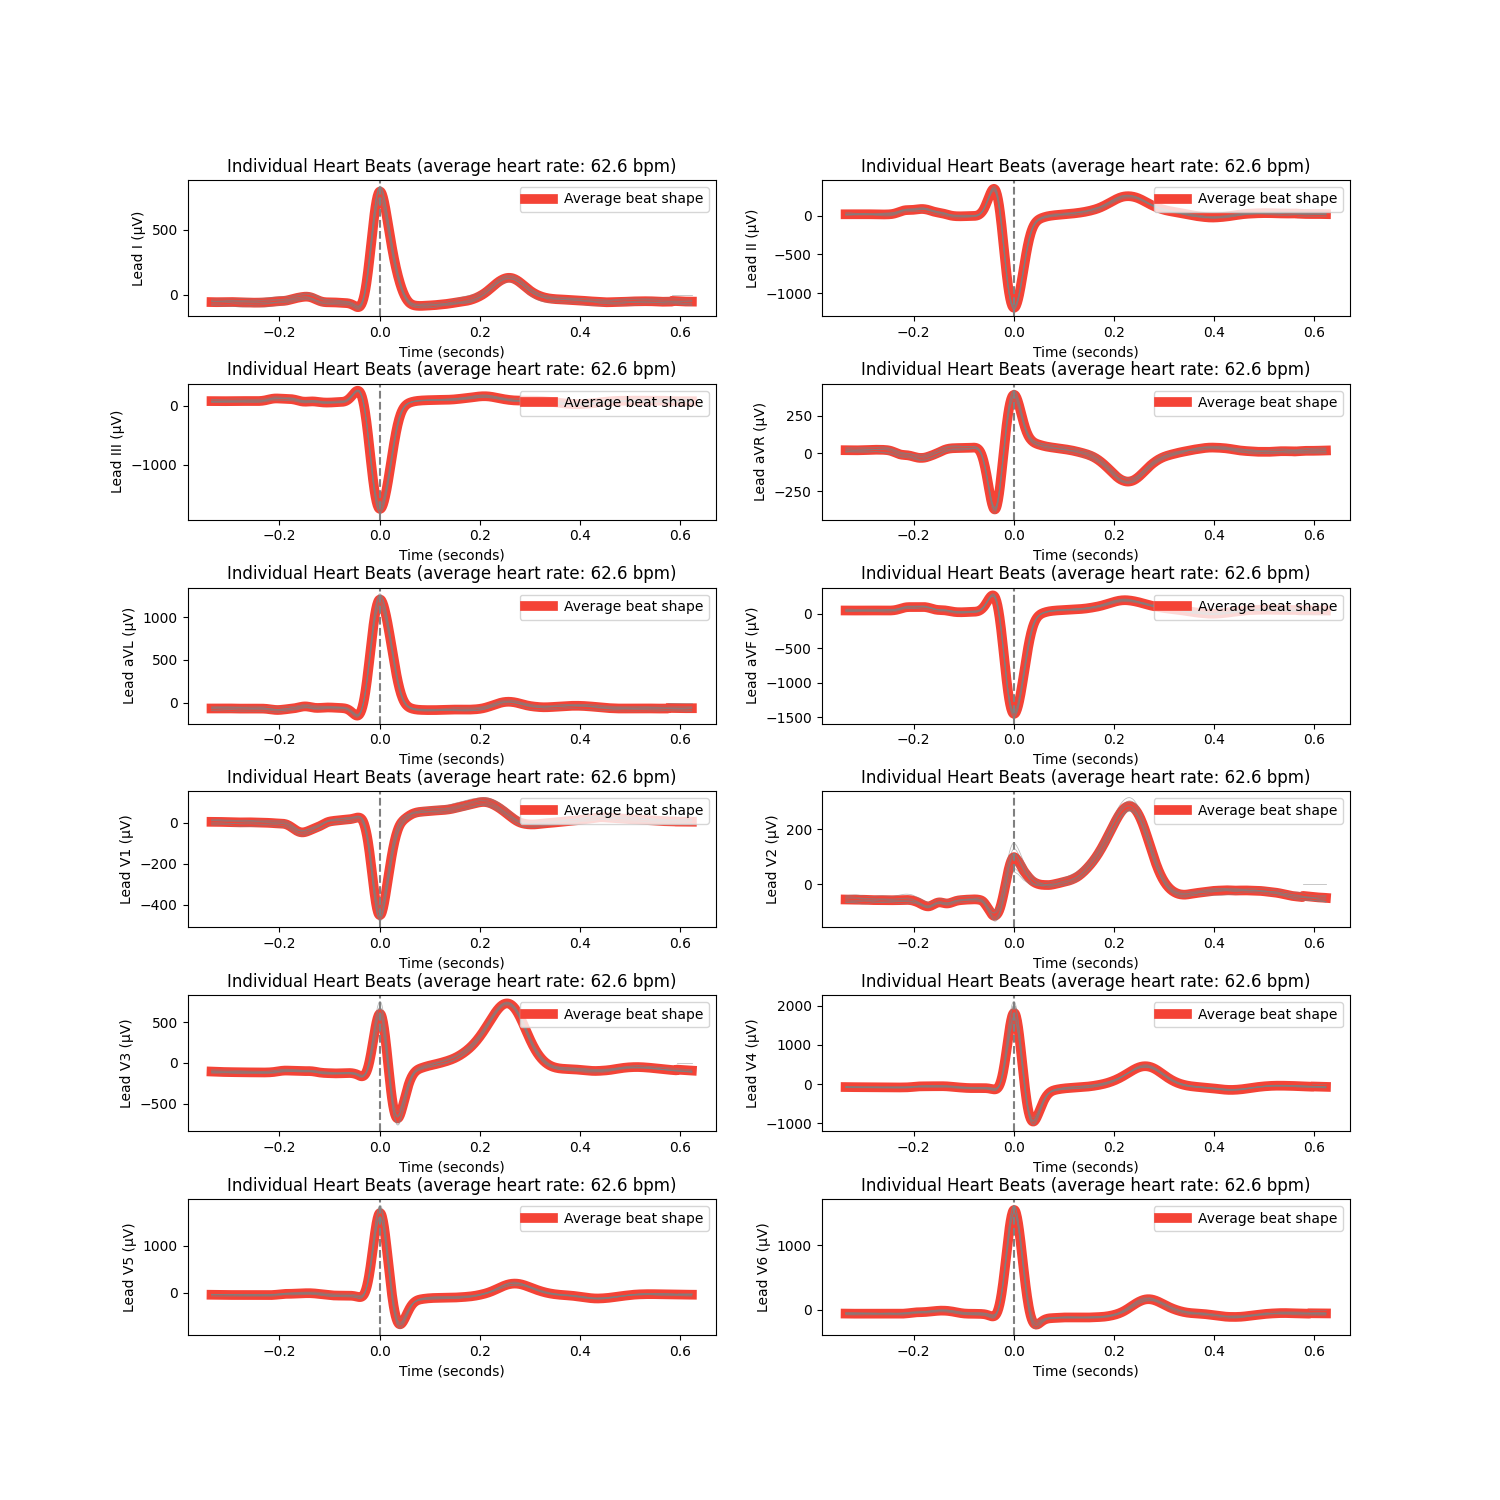 Individual Heart Beats (average heart rate: 62.6 bpm)
Average beat shape
Lead I (µV)
500
0
−0.2 0.0 0.2 0.4 0.6
Time (seconds)
Individual Heart Beats (average heart rate: 62.6 bpm)
Average beat shape
Lead II (µV)
0
−500
−1000
−0.2 0.0 0.2 0.4 0.6
Time (seconds)
Individual Heart Beats (average heart rate: 62.6 bpm)
Average beat shape
Lead III (µV)
0
−1000
−0.2 0.0 0.2 0.4 0.6
Time (seconds)
Individual Heart Beats (average heart rate: 62.6 bpm)
Average beat shape
Lead aVR (µV)
250
0
−250
−0.2 0.0 0.2 0.4 0.6
Time (seconds)
Individual Heart Beats (average heart rate: 62.6 bpm)
Average beat shape
Lead aVL (µV)
1000
500
0
−0.2 0.0 0.2 0.4 0.6
Time (seconds)
Individual Heart Beats (average heart rate: 62.6 bpm)
Average beat shape
Lead aVF (µV)
0
−500
−1000
−1500
−0.2 0.0 0.2 0.4 0.6
Time (seconds)
Individual Heart Beats (average heart rate: 62.6 bpm)
Average beat shape
Lead V1 (µV)
0
−200
−400
−0.2 0.0 0.2 0.4 0.6
Time (seconds)
Individual Heart Beats (average heart rate: 62.6 bpm)
Average beat shape
Lead V2 (µV)
200
0
−0.2 0.0 0.2 0.4 0.6
Time (seconds)
Individual Heart Beats (average heart rate: 62.6 bpm)
Average beat shape
Lead V3 (µV)
500
0
−500
−0.2 0.0 0.2 0.4 0.6
Time (seconds)
Individual Heart Beats (average heart rate: 62.6 bpm)
Average beat shape
Lead V4 (µV)
2000
1000
0
−1000
−0.2 0.0 0.2 0.4 0.6
Time (seconds)
Individual Heart Beats (average heart rate: 62.6 bpm)
Average beat shape
Lead V5 (µV)
1000
0
−0.2 0.0 0.2 0.4 0.6
Time (seconds)
Individual Heart Beats (average heart rate: 62.6 bpm)
Average beat shape
Lead V6 (µV)
1000
0
−0.2 0.0 0.2 0.4 0.6
Time (seconds)